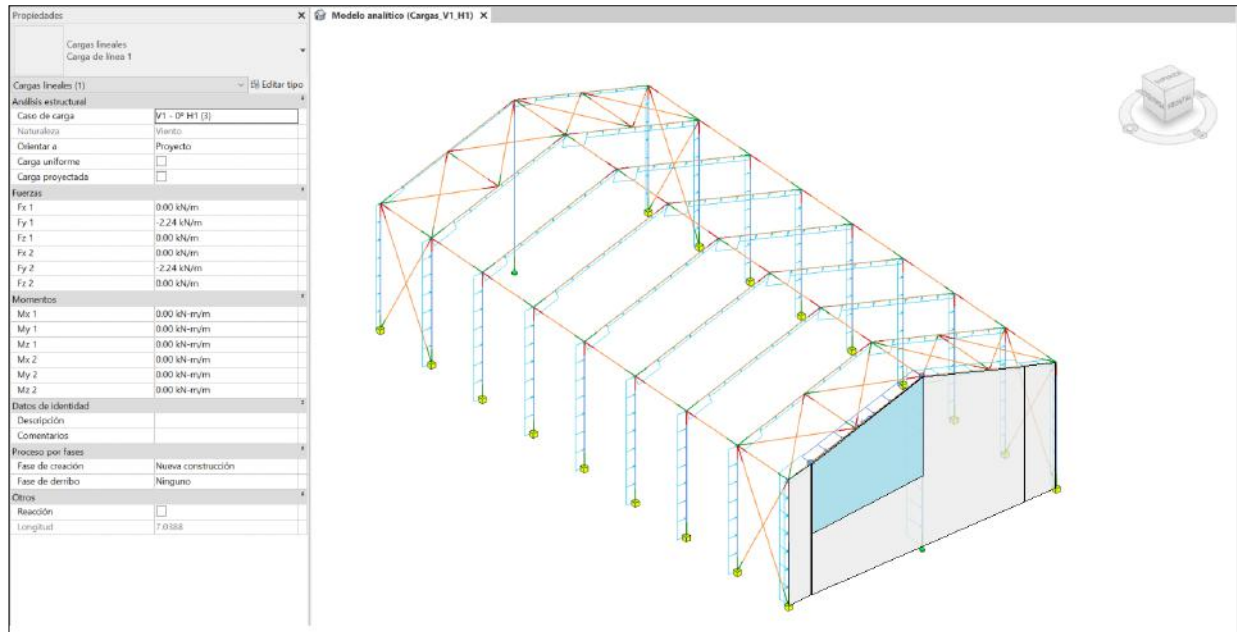 Propiedades
Modelo analítico (Cargas_V1_H1)
Cargas lineales
Carga de línea 1
Cargas lineales (1) Editar tipo
Análisis estructural
Caso de carga V1 - 0º H1 (3)
Naturaleza Viento
Orientar a Proyecto
Carga uniforme
Carga proyectada
Fuerzas
Fx 1 0.00 kN/m
Fy 1 -2.24 kN/m
Fz 1 0.00 kN/m
Fx 2 0.00 kN/m
Fy 2 -2.24 kN/m
Fz 2 0.00 kN/m
Momentos
Mx 1 0.00 kN-m/m
My 1 0.00 kN-m/m
Mz 1 0.00 kN-m/m
Mx 2 0.00 kN-m/m
My 2 0.00 kN-m/m
Mz 2 0.00 kN-m/m
Datos de identidad
Descripción
Comentarios
Proceso por fases
Fase de creación Nueva construcción
Fase de derribo Ninguno
Otros
Reacción
Longitud 7.0388